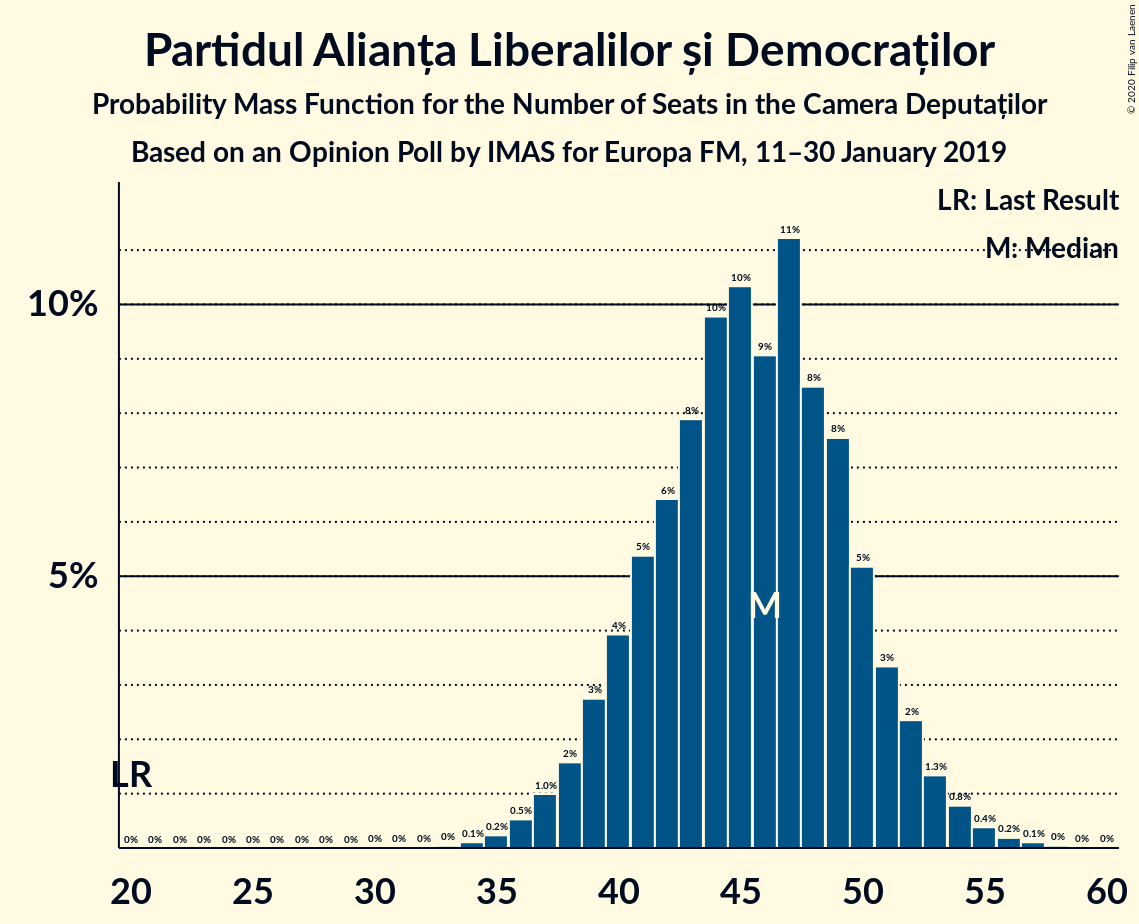 Partidul Alianța Liberalilor și Democraților
Probability Mass Function for the Number of Seats in the Camera Deputaților
Based on an Opinion Poll by IMAS for Europa FM, 11–30 January 2019
© 2020 Filip van Laenen
LR: Last Result
M: Median
10%
5%
LR
M
0% 0% 0% 0% 0% 0% 0% 0% 0% 0% 0% 0% 0% 0% 0.1% 0.2% 0.5% 1.0% 2% 3% 4% 5% 6% 8% 10% 10% 9% 11% 8% 8% 5% 3% 2% 1.3% 0.8% 0.4% 0.2% 0.1% 0% 0% 0%
20 25 30 35 40 45 50 55 60